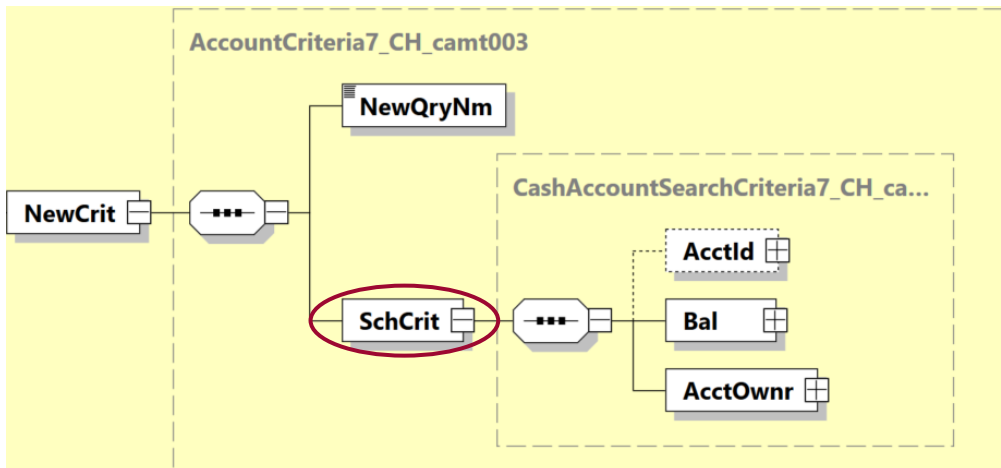 AccountCriteria7_CH_camt003
NewQryNm
CashAccountSearchCriteria7_CH_ca...
NewCrit
AcctId
SchCrit
Bal
AcctOwnr